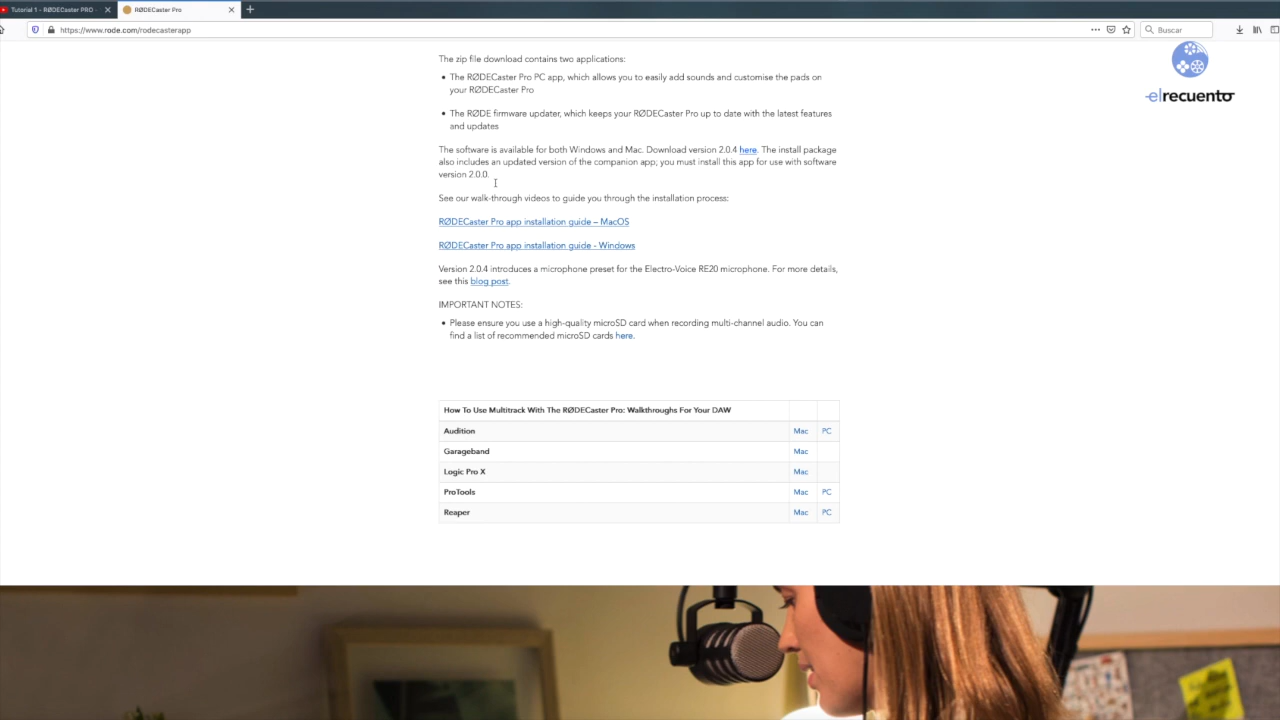 Tutorial 1 - RØDECaster PRO -
RØDECaster Pro
https://www.rode.com/rodecasterapp
Buscar
elrecuento
The zip file download contains two applications:
• The RØDECaster Pro PC app, which allows you to easily add sounds and customise the pads on
your RØDECaster Pro
• The RØDE firmware updater, which keeps your RØDECaster Pro up to date with the latest features
and updates
The software is available for both Windows and Mac. Download version 2.0.4 here. The install package
also includes an updated version of the companion app; you must install this app for use with software
version 2.0.0.
See our walk-through videos to guide you through the installation process:
RØDECaster Pro app installation guide – MacOS
RØDECaster Pro app installation guide - Windows
Version 2.0.4 introduces a microphone preset for the Electro-Voice RE20 microphone. For more details,
see this blog post.
IMPORTANT NOTES:
• Please ensure you use a high-quality microSD card when recording multi-channel audio. You can
find a list of recommended microSD cards here.
How To Use Multitrack With The RØDECaster Pro: Walkthroughs For Your DAW
Audition Mac PC
Garageband Mac
Logic Pro X Mac
ProTools Mac PC
Reaper Mac PC